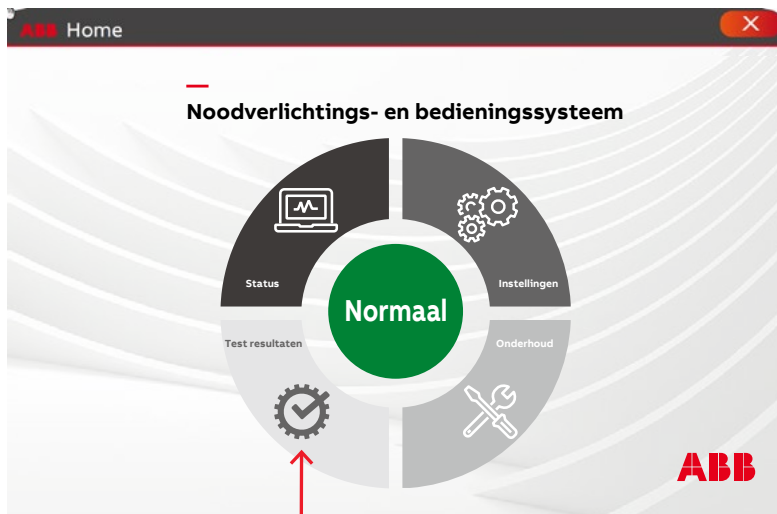 ABB Home
Noodverlichtings- en bedieningssysteem
Status
Instellingen
Normaal
Test resultaten
Onderhoud
ABB